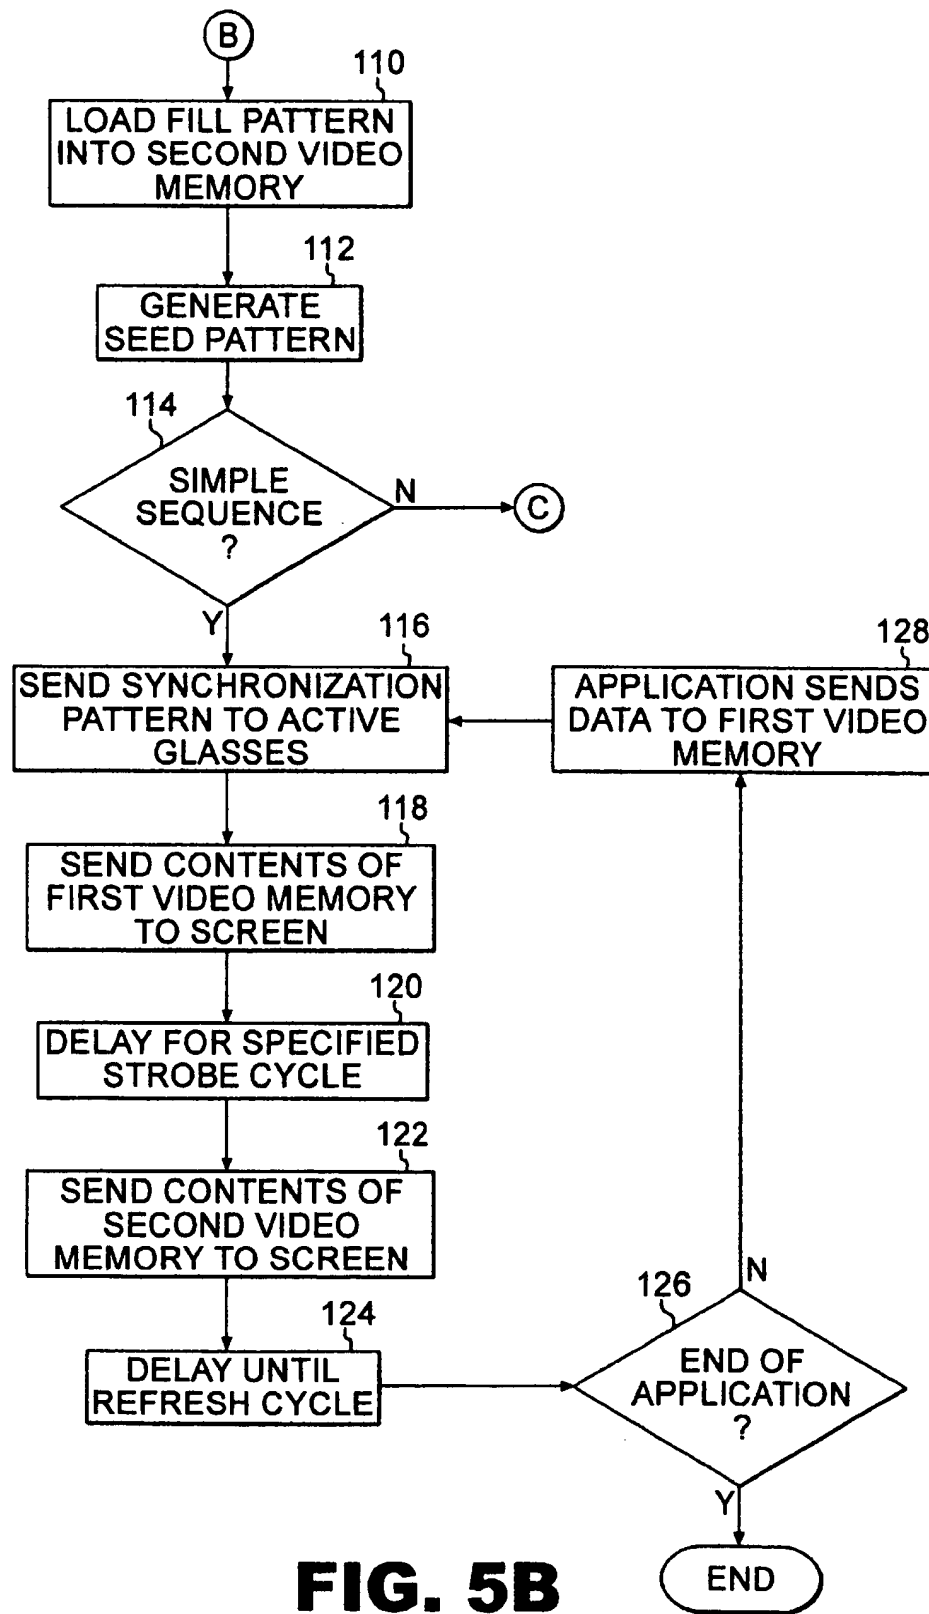 B
110
LOAD FILL PATTERN
INTO SECOND VIDEO
MEMORY
112
GENERATE
SEED PATTERN
114
SIMPLE
SEQUENCE
?
N
C
Y
116
SEND SYNCHRONIZATION
PATTERN TO ACTIVE
GLASSES
128
APPLICATION SENDS
DATA TO FIRST VIDEO
MEMORY
118
SEND CONTENTS OF
FIRST VIDEO MEMORY
TO SCREEN
120
DELAY FOR SPECIFIED
STROBE CYCLE
122
SEND CONTENTS OF
SECOND VIDEO
MEMORY TO SCREEN
124
DELAY UNTIL
REFRESH CYCLE
126
N
END OF
APPLICATION
?
Y
END
FIG. 5B